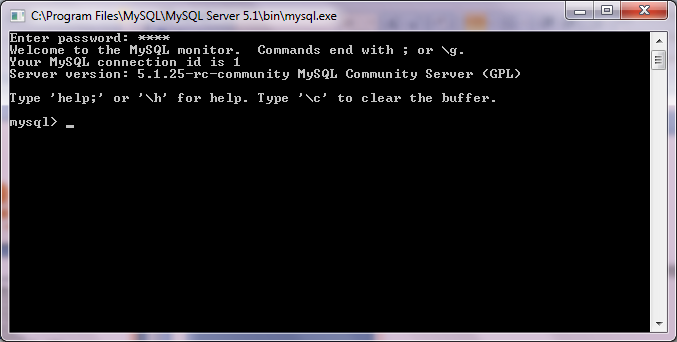 C:\Program Files\MySQL\MySQL Server 5.1\bin\mysql.exe
Enter password: ****
Welcome to the MySQL monitor.  Commands end with ; or \g.
Your MySQL connection id is 1
Server version: 5.1.25-rc-community MySQL Community Server (GPL)
Type 'help;' or '\h' for help. Type '\c' to clear the buffer.
mysql> _